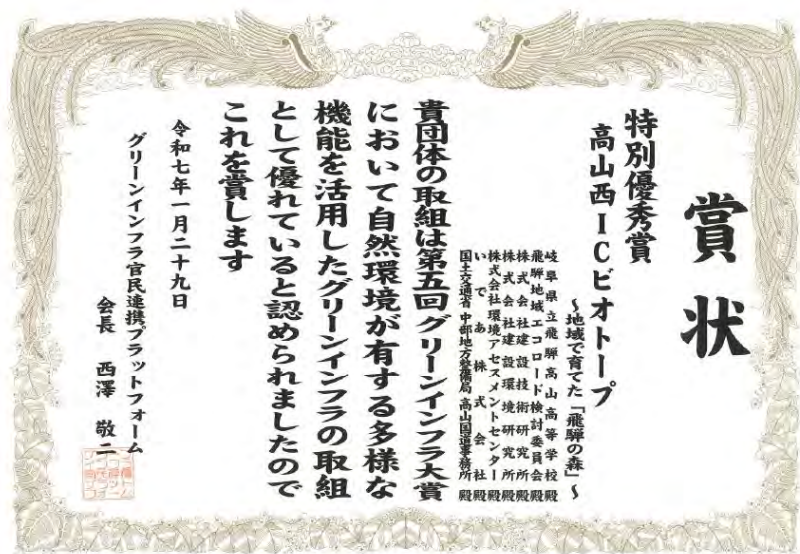 賞状
特別優秀賞
高山西ICビオトープ
～地域で育てた「飛騨の森」～
岐阜県立飛騨高山高等学校殿
飛騨地域エコロード検討委員会殿
株式会社建設技術研究所殿
株式会社建設環境研究所殿
株式会社環境アセスメントセンター殿
いであ株式会社殿
国土交通省中部地方整備局高山国道事務所殿
貴団体の取組は第五回グリーンインフラ大賞
において自然環境が有する多様な
機能を活用したグリーンインフラの取組
として優れていると認められましたので
これを賞します
令和七年一月二十九日
グリーンインフラ官民連携プラットフォーム
会長 西澤 敬二